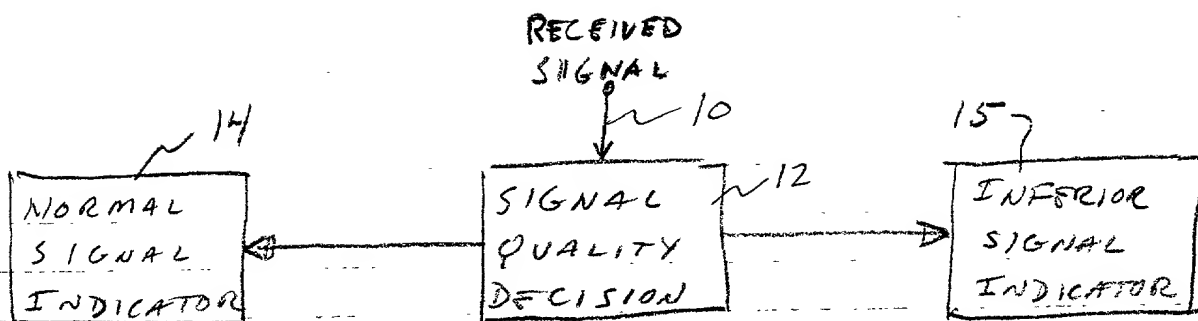 RECEIVED
SIGNAL
10
14
NORMAL
SIGNAL
INDICATOR
12
SIGNAL
QUALITY
DECISION
15
INFERIOR
SIGNAL
INDICATOR